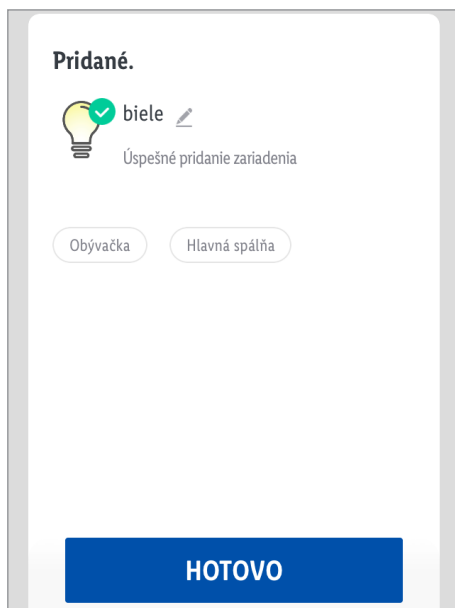 Pridané.
biele
Úspešné pridanie zariadenia
Obývačka Hlavná spálňa
HOTOVO